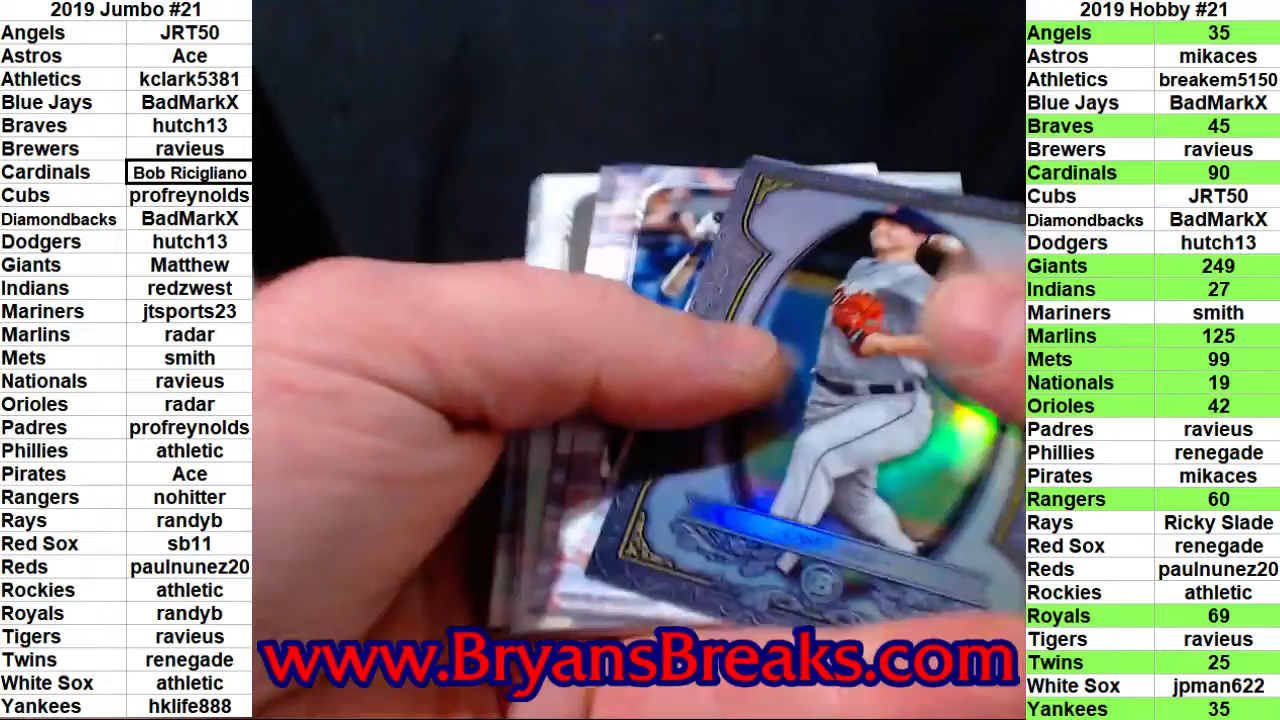 2019 Jumbo #21
Angels JRT50
Astros Ace
Athletics kclark5381
Blue Jays BadMarkX
Braves hutch13
Brewers ravieus
Cardinals Bob Ricigliano
Cubs profreynolds
Diamondbacks BadMarkX
Dodgers hutch13
Giants Matthew
Indians redzwest
Mariners jtsports23
Marlins radar
Mets smith
Nationals ravieus
Orioles radar
Padres profreynolds
Phillies athletic
Pirates Ace
Rangers nohitter
Rays randyb
Red Sox sb11
Reds paulnunez20
Rockies athletic
Royals randyb
Tigers ravieus
Twins renegade
White Sox athletic
Yankees hklife888
www.BryansBreaks.com
2019 Hobby #21
Angels 35
Astros mikaces
Athletics breakem5150
Blue Jays BadMarkX
Braves 45
Brewers ravieus
Cardinals 90
Cubs JRT50
Diamondbacks BadMarkX
Dodgers hutch13
Giants 249
Indians 27
Mariners smith
Marlins 125
Mets 99
Nationals 19
Orioles 42
Padres ravieus
Phillies renegade
Pirates mikaces
Rangers 60
Rays Ricky Slade
Red Sox renegade
Reds paulnunez20
Rockies athletic
Royals 69
Tigers ravieus
Twins 25
White Sox jpman622
Yankees 35